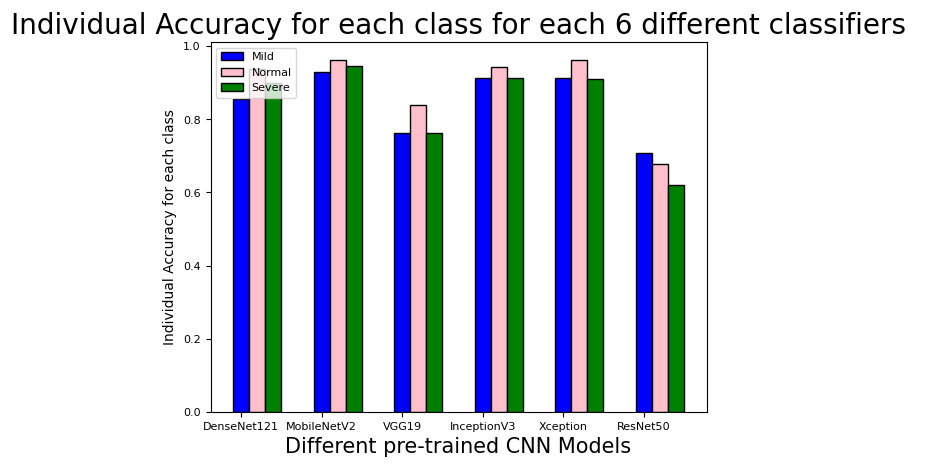 Individual Accuracy for each class for each 6 different classifiers
Mild
Normal
Severe
Individual Accuracy for each class
1.0
0.8
0.6
0.4
0.2
0.0
DenseNet121 MobileNetV2 VGG19 InceptionV3 Xception ResNet50
Different pre-trained CNN Models